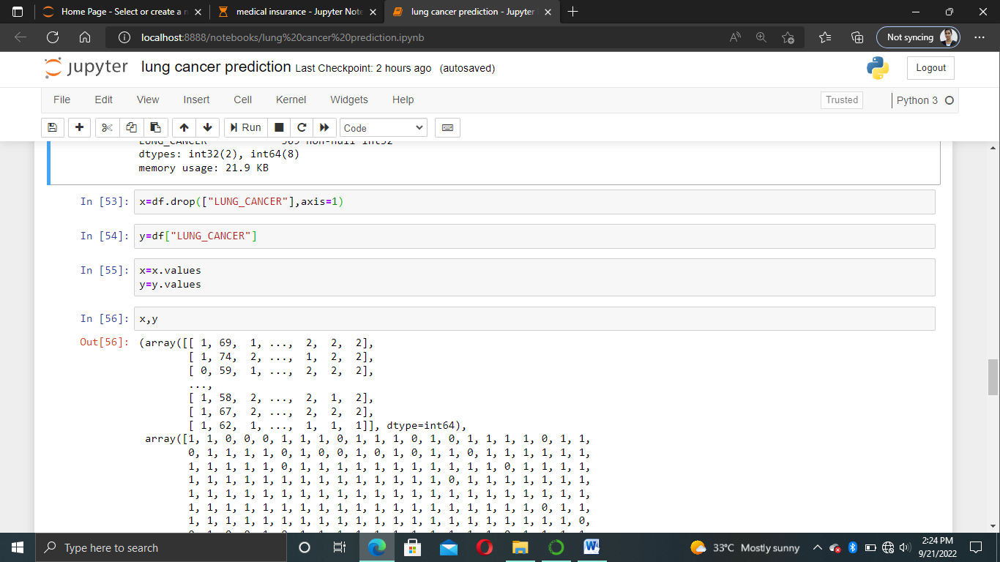 Home Page - Select or create a n
medical insurance - Jupyter Note
lung cancer prediction - Jupyter
localhost:8888/notebooks/lung%20cancer%20prediction.ipynb
Not syncing
jupyter lung cancer prediction Last Checkpoint: 2 hours ago (autosaved)
Logout
File Edit View Insert Cell Kernel Widgets Help
Trusted
Python 3
Run
Code
LUNG_CANCER 309 non-null int32
dtypes: int32(2), int64(8)
memory usage: 21.9 KB
In [53]: x=df.drop(["LUNG_CANCER"],axis=1)
In [54]: y=df["LUNG_CANCER"]
In [55]: x=x.values
y=y.values
In [56]: x,y
Out[56]: (array([[ 1, 69, 1, ..., 2, 2, 2],
[ 1, 74, 2, ..., 1, 2, 2],
[ 0, 59, 1, ..., 2, 2, 2],
...,
[ 1, 58, 2, ..., 2, 1, 2],
[ 1, 67, 2, ..., 2, 2, 2],
[ 1, 62, 1, ..., 1, 1, 1]], dtype=int64),
array([1, 1, 0, 0, 0, 1, 1, 1, 0, 1, 1, 1, 0, 1, 0, 1, 1, 1, 1, 0, 1, 1,
0, 1, 1, 1, 1, 0, 1, 0, 0, 1, 0, 1, 0, 1, 1, 0, 1, 1, 1, 1, 1, 1,
1, 1, 1, 1, 1, 0, 1, 1, 1, 1, 1, 1, 1, 1, 1, 1, 1, 0, 1, 1, 1, 1,
1, 1, 1, 1, 1, 1, 1, 1, 1, 1, 1, 1, 1, 1, 0, 1, 1, 1, 1, 1, 1, 1,
1, 1, 1, 1, 1, 1, 1, 1, 1, 1, 1, 1, 1, 1, 1, 1, 1, 1, 1, 1, 1, 1,
1, 1, 1, 1, 1, 1, 1, 1, 1, 1, 1, 1, 1, 1, 1, 1, 1, 1, 1, 0, 1, 1,
1, 1, 1, 1, 1, 1, 1, 1, 1, 1, 1, 1, 1, 1, 1, 1, 1, 1, 1, 1, 1, 0,
Type here to search
33°C Mostly sunny
2:24 PM
9/21/2022